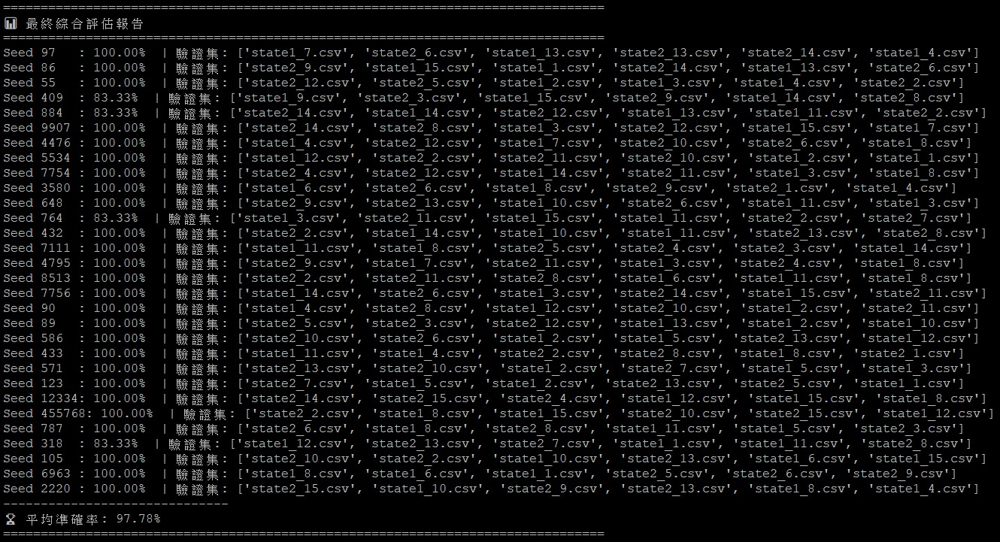 ================================================================================
📊 最終綜合評估報告
================================================================================
Seed 97   : 100.00%  | 驗證集: ['state1_7.csv', 'state2_6.csv', 'state1_13.csv', 'state2_13.csv', 'state2_14.csv', 'state1_4.csv']
Seed 86   : 100.00%  | 驗證集: ['state2_9.csv', 'state1_15.csv', 'state1_1.csv', 'state2_14.csv', 'state1_13.csv', 'state2_6.csv']
Seed 55   : 100.00%  | 驗證集: ['state2_12.csv', 'state2_5.csv', 'state1_2.csv', 'state1_3.csv', 'state1_4.csv', 'state2_2.csv']
Seed 409  : 83.33%  | 驗證集: ['state1_9.csv', 'state2_3.csv', 'state1_15.csv', 'state2_9.csv', 'state1_14.csv', 'state2_8.csv']
Seed 884  : 83.33%  | 驗證集: ['state2_14.csv', 'state1_14.csv', 'state2_12.csv', 'state1_13.csv', 'state1_11.csv', 'state2_2.csv']
Seed 9907 : 100.00%  | 驗證集: ['state2_14.csv', 'state2_8.csv', 'state1_3.csv', 'state2_12.csv', 'state1_15.csv', 'state1_7.csv']
Seed 4476 : 100.00%  | 驗證集: ['state1_4.csv', 'state2_12.csv', 'state1_7.csv', 'state2_10.csv', 'state2_6.csv', 'state1_8.csv']
Seed 5534 : 100.00%  | 驗證集: ['state1_12.csv', 'state2_2.csv', 'state2_11.csv', 'state2_10.csv', 'state1_2.csv', 'state1_1.csv']
Seed 7754 : 100.00%  | 驗證集: ['state2_4.csv', 'state2_12.csv', 'state1_14.csv', 'state2_11.csv', 'state1_3.csv', 'state1_8.csv']
Seed 3580 : 100.00%  | 驗證集: ['state1_6.csv', 'state2_6.csv', 'state1_8.csv', 'state2_9.csv', 'state2_1.csv', 'state1_4.csv']
Seed 648  : 100.00%  | 驗證集: ['state2_9.csv', 'state2_13.csv', 'state1_10.csv', 'state2_6.csv', 'state1_11.csv', 'state1_3.csv']
Seed 764  : 83.33%  | 驗證集: ['state1_3.csv', 'state2_11.csv', 'state1_15.csv', 'state1_11.csv', 'state2_2.csv', 'state2_7.csv']
Seed 432  : 100.00%  | 驗證集: ['state2_2.csv', 'state1_14.csv', 'state1_10.csv', 'state1_11.csv', 'state2_13.csv', 'state2_8.csv']
Seed 7111 : 100.00%  | 驗證集: ['state1_11.csv', 'state1_8.csv', 'state2_5.csv', 'state2_4.csv', 'state2_3.csv', 'state1_14.csv']
Seed 4795 : 100.00%  | 驗證集: ['state2_9.csv', 'state1_7.csv', 'state2_11.csv', 'state1_3.csv', 'state2_4.csv', 'state1_8.csv']
Seed 8513 : 100.00%  | 驗證集: ['state2_2.csv', 'state2_11.csv', 'state2_8.csv', 'state1_6.csv', 'state1_11.csv', 'state1_8.csv']
Seed 7756 : 100.00%  | 驗證集: ['state1_14.csv', 'state2_6.csv', 'state1_3.csv', 'state2_14.csv', 'state1_15.csv', 'state2_11.csv']
Seed 90   : 100.00%  | 驗證集: ['state1_4.csv', 'state2_8.csv', 'state1_12.csv', 'state2_10.csv', 'state1_2.csv', 'state2_11.csv']
Seed 89   : 100.00%  | 驗證集: ['state2_5.csv', 'state2_3.csv', 'state2_12.csv', 'state1_13.csv', 'state1_2.csv', 'state1_10.csv']
Seed 586  : 100.00%  | 驗證集: ['state2_10.csv', 'state2_6.csv', 'state1_2.csv', 'state1_5.csv', 'state2_13.csv', 'state1_12.csv']
Seed 433  : 100.00%  | 驗證集: ['state1_11.csv', 'state1_4.csv', 'state2_2.csv', 'state2_8.csv', 'state1_8.csv', 'state2_1.csv']
Seed 571  : 100.00%  | 驗證集: ['state2_13.csv', 'state2_10.csv', 'state1_2.csv', 'state2_7.csv', 'state1_5.csv', 'state1_3.csv']
Seed 123  : 100.00%  | 驗證集: ['state2_7.csv', 'state1_5.csv', 'state1_2.csv', 'state2_13.csv', 'state2_5.csv', 'state1_1.csv']
Seed 12334: 100.00%  | 驗證集: ['state2_14.csv', 'state2_15.csv', 'state2_4.csv', 'state1_12.csv', 'state1_15.csv', 'state1_8.csv']
Seed 455768: 100.00%  | 驗證集: ['state2_2.csv', 'state1_8.csv', 'state1_15.csv', 'state2_10.csv', 'state2_15.csv', 'state1_12.csv']
Seed 787  : 100.00%  | 驗證集: ['state2_6.csv', 'state1_8.csv', 'state2_8.csv', 'state1_11.csv', 'state1_5.csv', 'state2_3.csv']
Seed 318  : 83.33%  | 驗證集: ['state1_12.csv', 'state2_13.csv', 'state2_7.csv', 'state1_1.csv', 'state1_11.csv', 'state2_8.csv']
Seed 105  : 100.00%  | 驗證集: ['state2_10.csv', 'state2_2.csv', 'state1_10.csv', 'state2_13.csv', 'state1_6.csv', 'state1_15.csv']
Seed 6963 : 100.00%  | 驗證集: ['state1_8.csv', 'state1_6.csv', 'state1_1.csv', 'state2_5.csv', 'state2_6.csv', 'state2_9.csv']
Seed 2220 : 100.00%  | 驗證集: ['state2_15.csv', 'state1_10.csv', 'state2_9.csv', 'state2_13.csv', 'state1_8.csv', 'state1_4.csv']
------------------------------
🏆 平均準確率: 97.78%
================================================================================